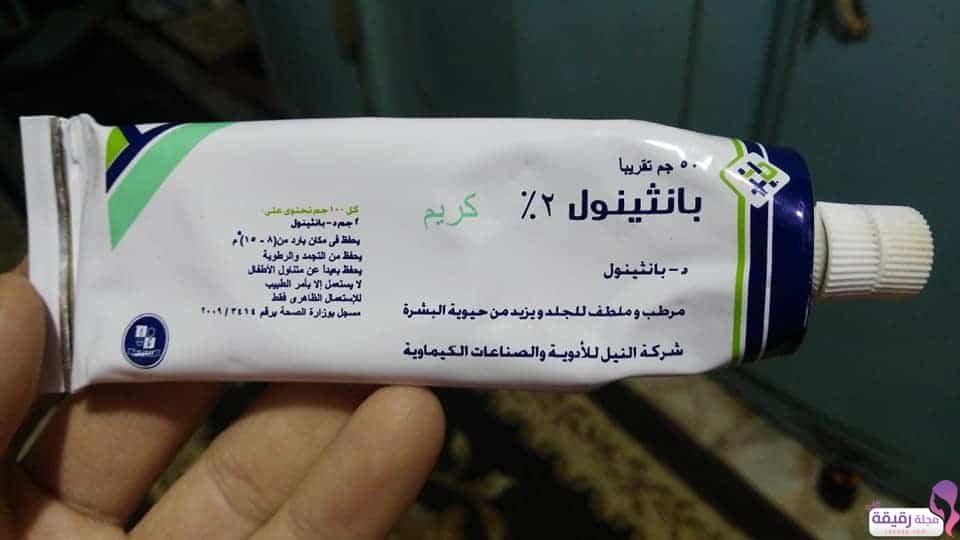 ٥٠ جم تقريباً
بانثينول ٢٪ كريم
د- بانثينول
مرطب و ملطف للجلد ويزيد من حيوية البشرة
شركة النيل للأدوية والصناعات الكيماوية
كل ١٠٠ جم تحتوى على:
٢ جم د- بانثينول
يحفظ فى مكان بارد من(٨ - ١٥)°م
يحفظ من التجمد والرطوبة
يحفظ بعيداً عن متناول الأطفال
لا يستعمل إلا بأمر الطبيب
للإستعمال الظاهرى فقط
مسجل بوزارة الصحة برقم ٣٤١٤ / ٢٠٠٩
النيل
مجلة رقيقة